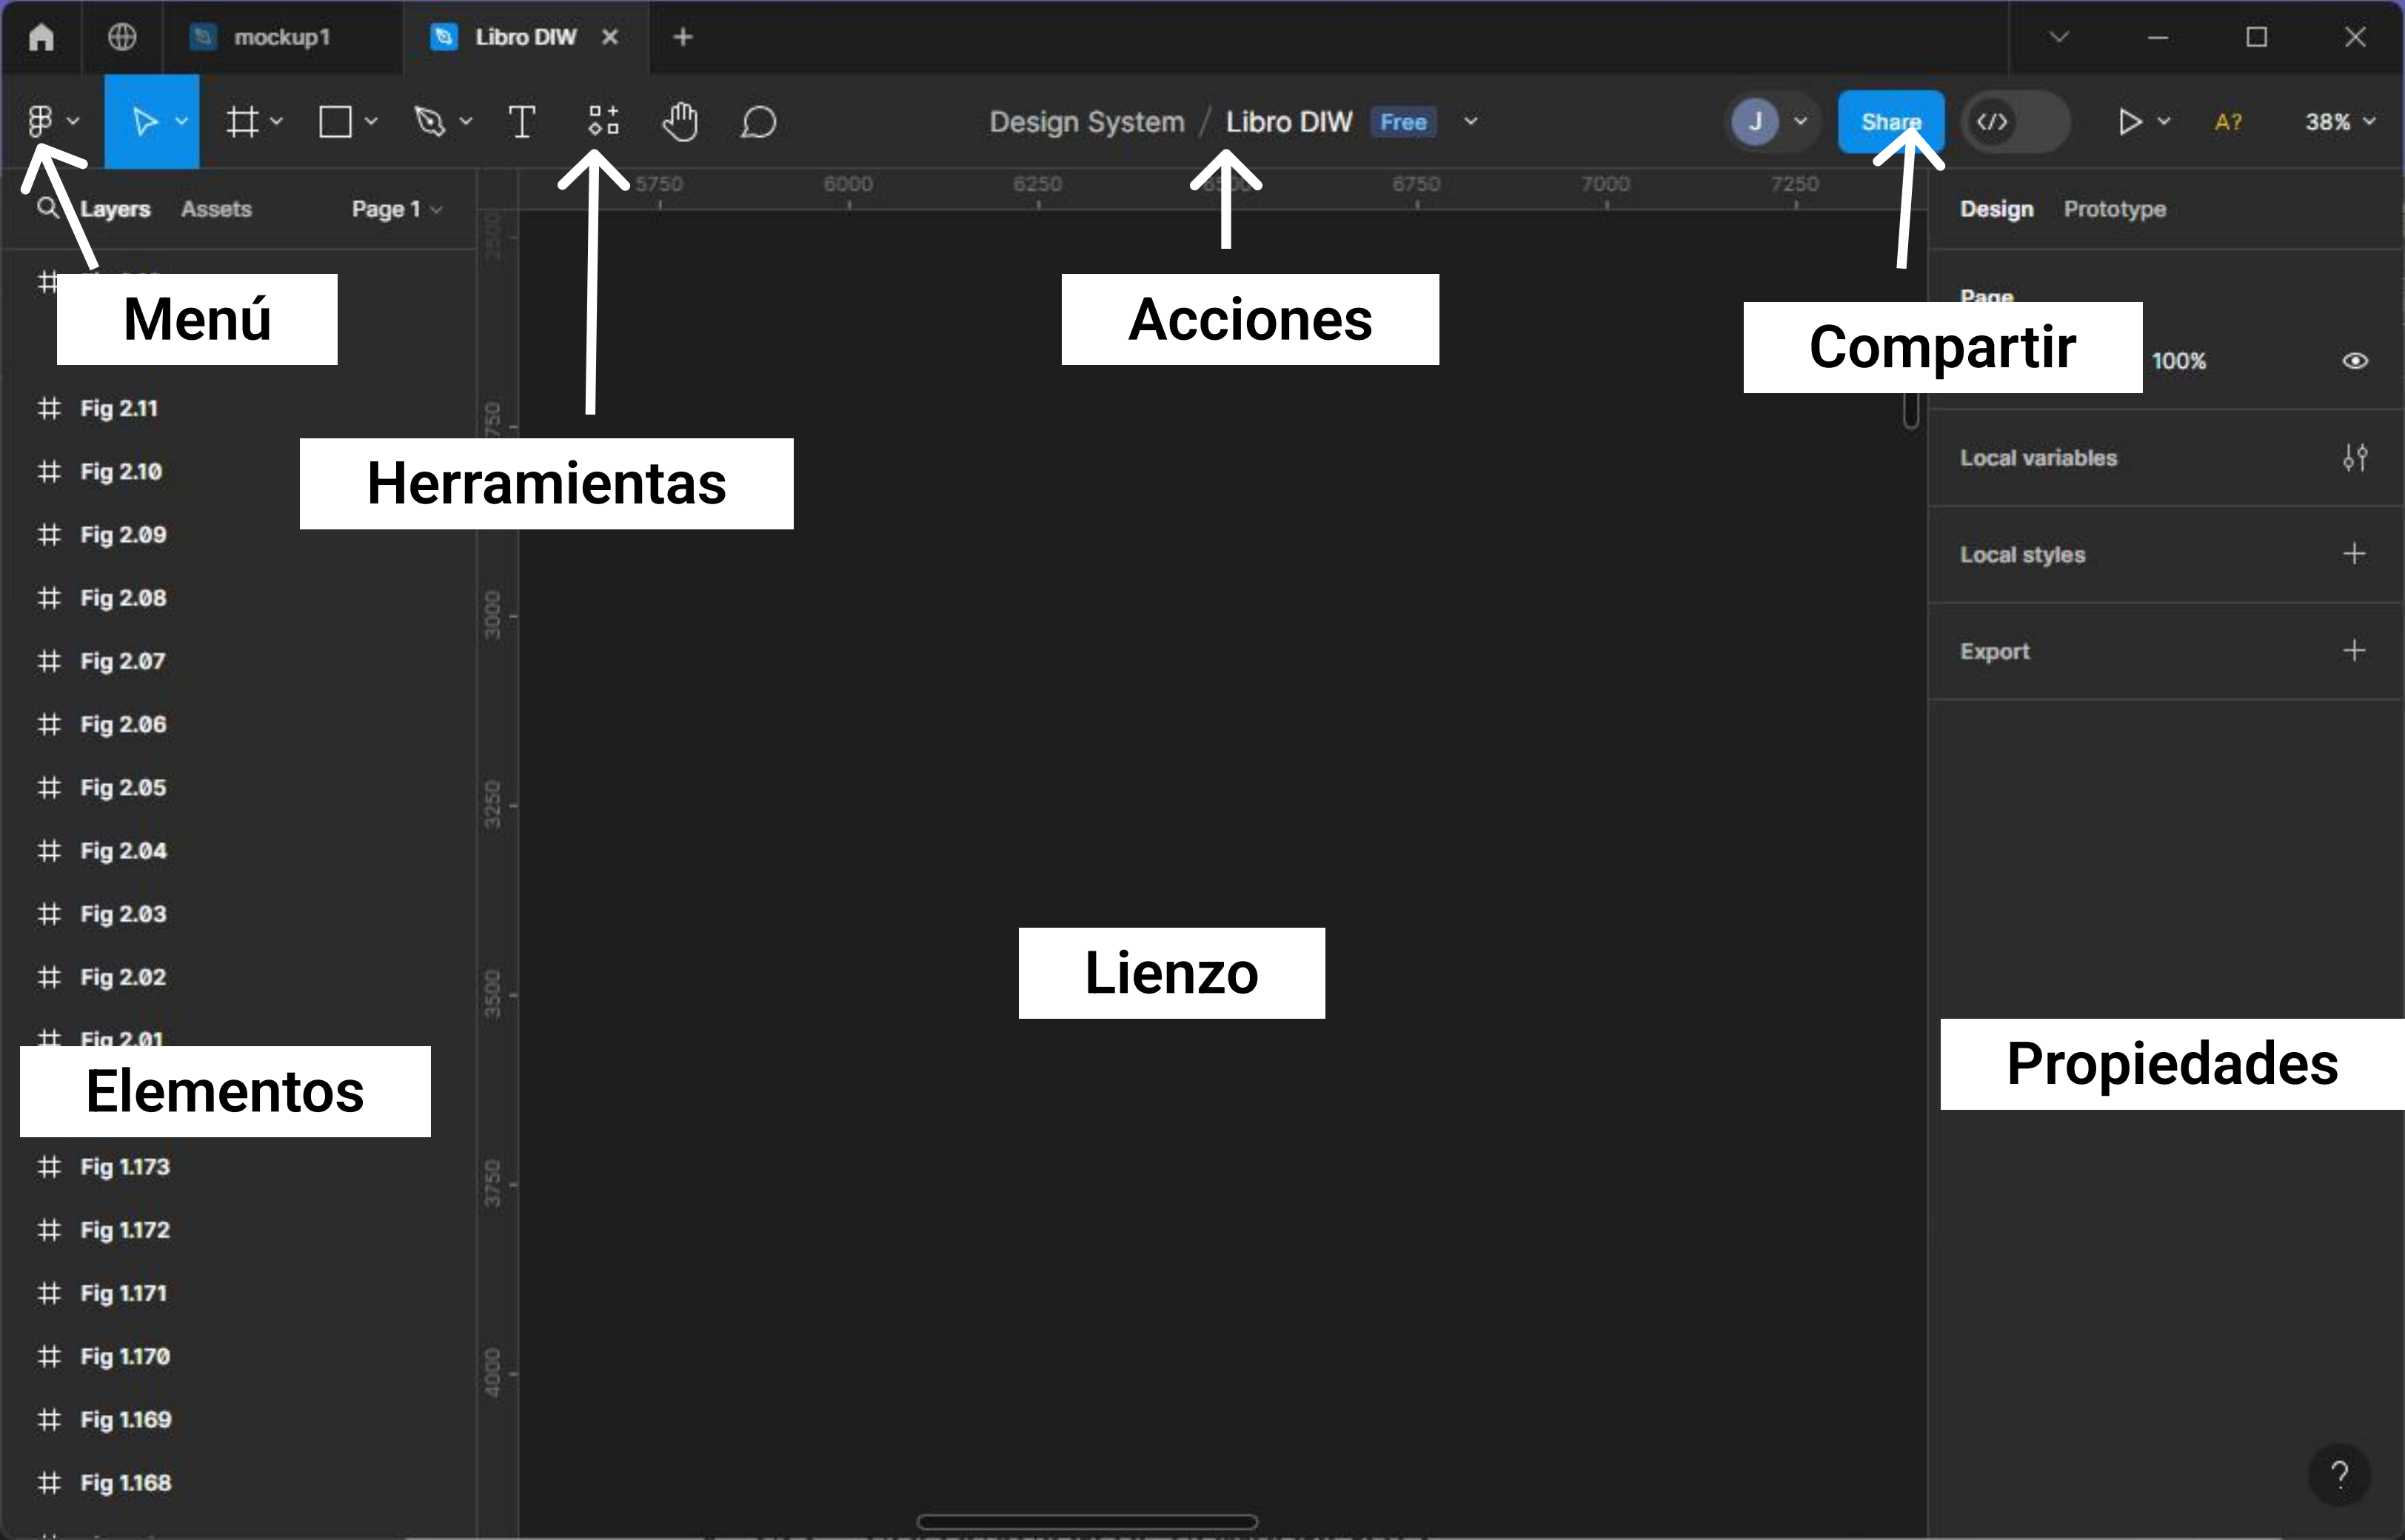 mockup1
Libro DIW
Design System / Libro DIW Free
J
Share
A?
38%
Layers Assets Page 1
5750 6000 6250 6500 6750 7000 7250
Design Prototype
2500
Menú
Acciones
Page
Compartir
100%
Fig 2.11
750
Fig 2.10
Herramientas
Local variables
Fig 2.09
Local styles
Fig 2.08
3000
Fig 2.07
Export
Fig 2.06
Fig 2.05
3250
Fig 2.04
Fig 2.03
Fig 2.02
Lienzo
3500
Fig 2.01
Elementos
Propiedades
Fig 1.173
3750
Fig 1.172
Fig 1.171
Fig 1.170
4000
Fig 1.169
Fig 1.168
?